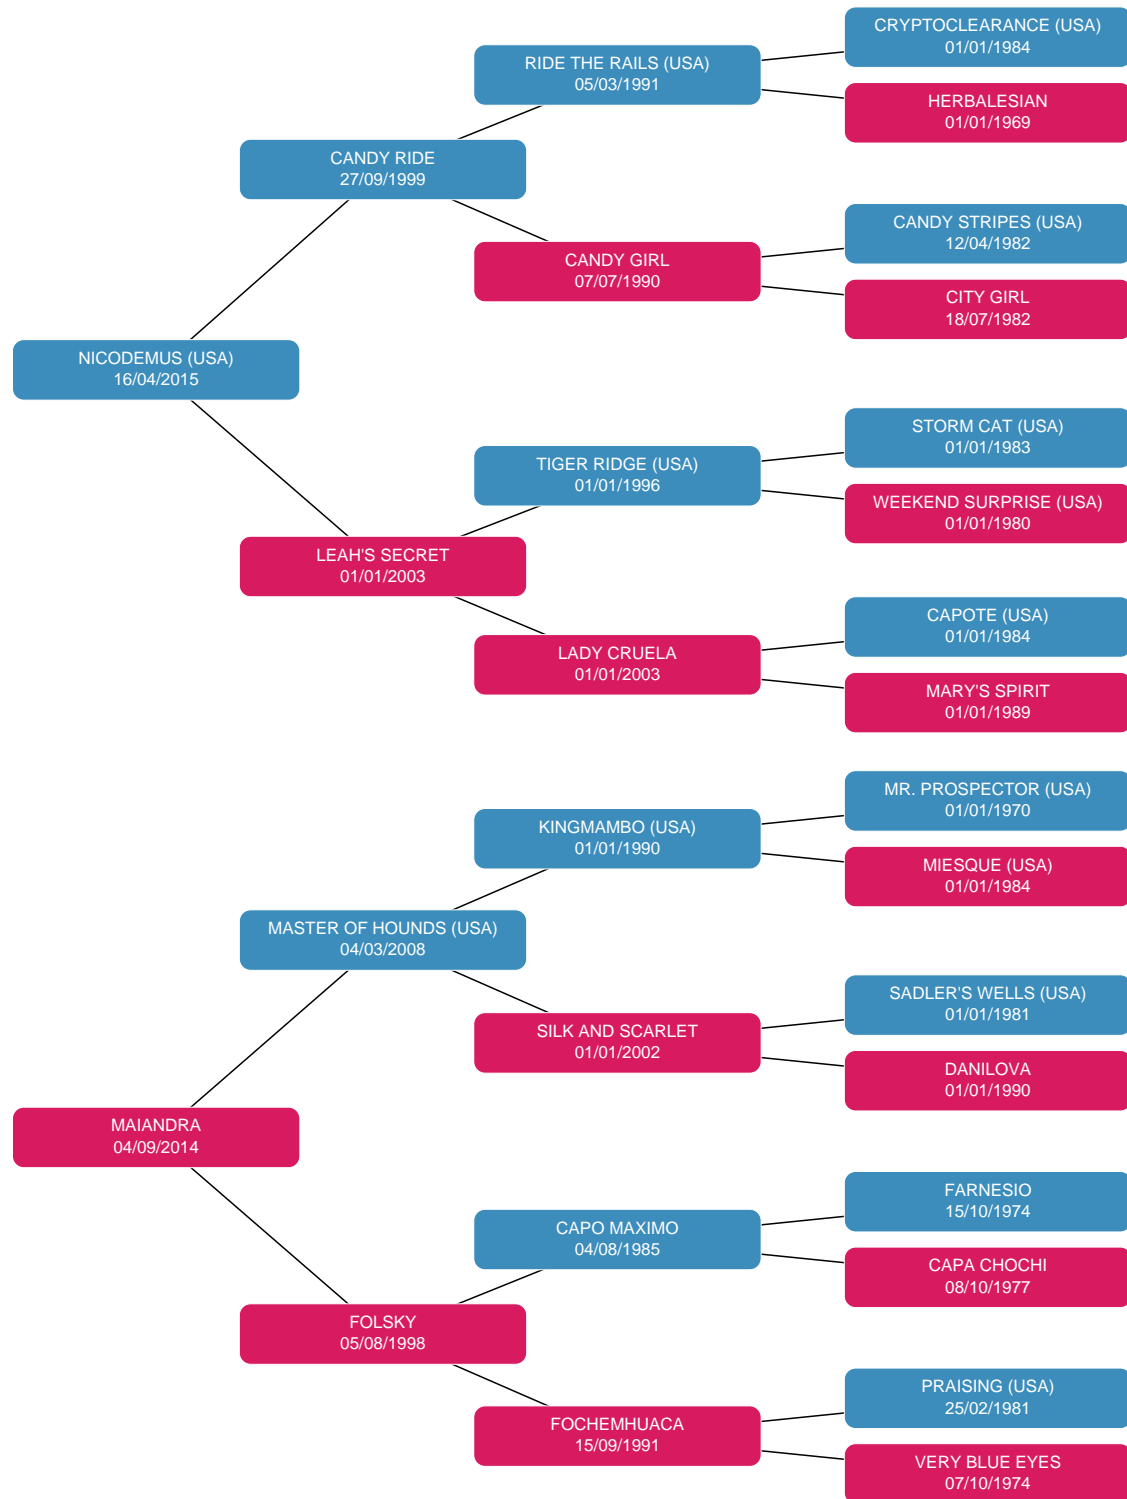 CRYPTOCLEARANCE (USA)
01/01/1984
RIDE THE RAILS (USA)
05/03/1991
HERBALESIAN
01/01/1969
CANDY RIDE
27/09/1999
CANDY STRIPES (USA)
12/04/1982
CANDY GIRL
07/07/1990
CITY GIRL
18/07/1982
NICODEMUS (USA)
16/04/2015
STORM CAT (USA)
01/01/1983
TIGER RIDGE (USA)
01/01/1996
WEEKEND SURPRISE (USA)
01/01/1980
LEAH'S SECRET
01/01/2003
CAPOTE (USA)
01/01/1984
LADY CRUELA
01/01/2003
MARY'S SPIRIT
01/01/1989
MR. PROSPECTOR (USA)
01/01/1970
KINGMAMBO (USA)
01/01/1990
MIESQUE (USA)
01/01/1984
MASTER OF HOUNDS (USA)
04/03/2008
SADLER'S WELLS (USA)
01/01/1981
SILK AND SCARLET
01/01/2002
DANILOVA
01/01/1990
MAIANDRA
04/09/2014
FARNESIO
15/10/1974
CAPO MAXIMO
04/08/1985
CAPA CHOCHI
08/10/1977
FOLSKY
05/08/1998
PRAISING (USA)
25/02/1981
FOCHEMHUACA
15/09/1991
VERY BLUE EYES
07/10/1974